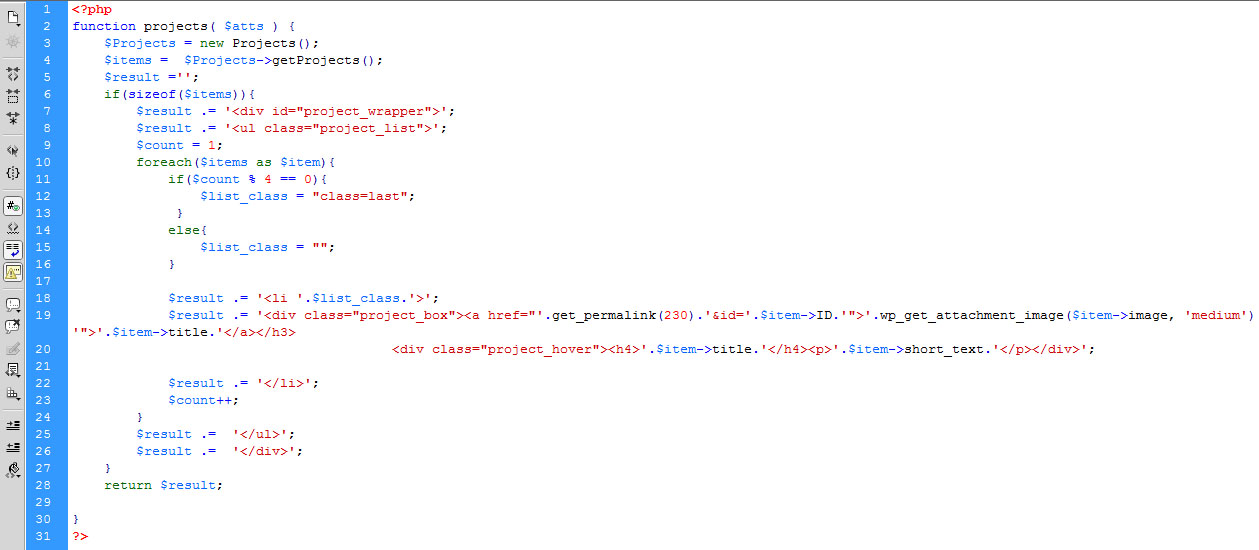 1 <?php
2 function projects( $atts ) {
3 $Projects = new Projects();
4 $items =  $Projects->getProjects();
5 $result ='';
6 if(sizeof($items)){
7 $result .= '<div id="project_wrapper">';
8 $result .= '<ul class="project_list">';
9 $count = 1;
10 foreach($items as $item){
11 if($count % 4 == 0){
12 $list_class = "class=last";
13 }
14 else{
15 $list_class = "";
16 }
17
18 $result .= '<li '.$list_class.'>';
19 $result .= '<div class="project_box"><a href="'.get_permalink(230).'&id='.$item->ID.'">'.wp_get_attachment_image($item->image, 'medium')
'">'.$item->title.'</a></h3>
20 <div class="project_hover"><h4>'.$item->title.'</h4><p>'.$item->short_text.'</p></div>';
21
22 $result .= '</li>';
23 $count++;
24 }
25 $result .=  '</ul>';
26 $result .=  '</div>';
27 }
28 return $result;
29
30 }
31 ?>